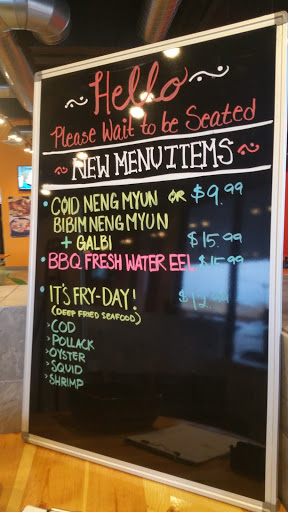 Hello
Please Wait to be Seated
NEW MENU ITEMS
• COLD NENG MYUN OR $9.99
BIBIM NENG MYUN
+ GALBI $15.99
• BBQ FRESH WATER EEL $15.99
• IT'S FRY-DAY! $12.99
(DEEP FRIED SEAFOOD)
> COD
> POLLACK
> OYSTER
> SQUID
> SHRIMP